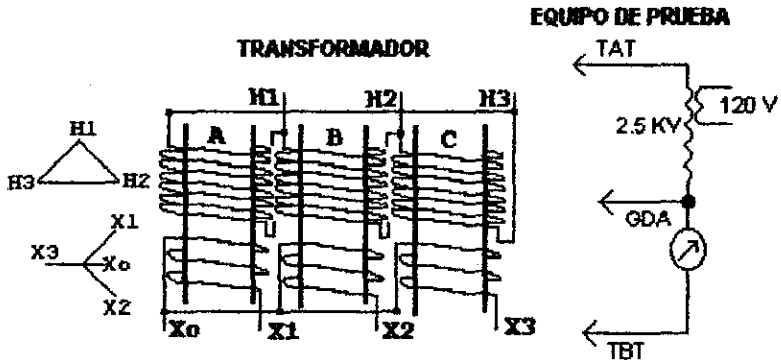 EQUIPO DE PRUEBA
TRANSFORMADOR
TAT
H1 H2 H3
120 V
2.5 KV
A B C
H1
H3 H2
GDA
X1
X3 Xo
X2
Xo X1 X2 X3
TBT